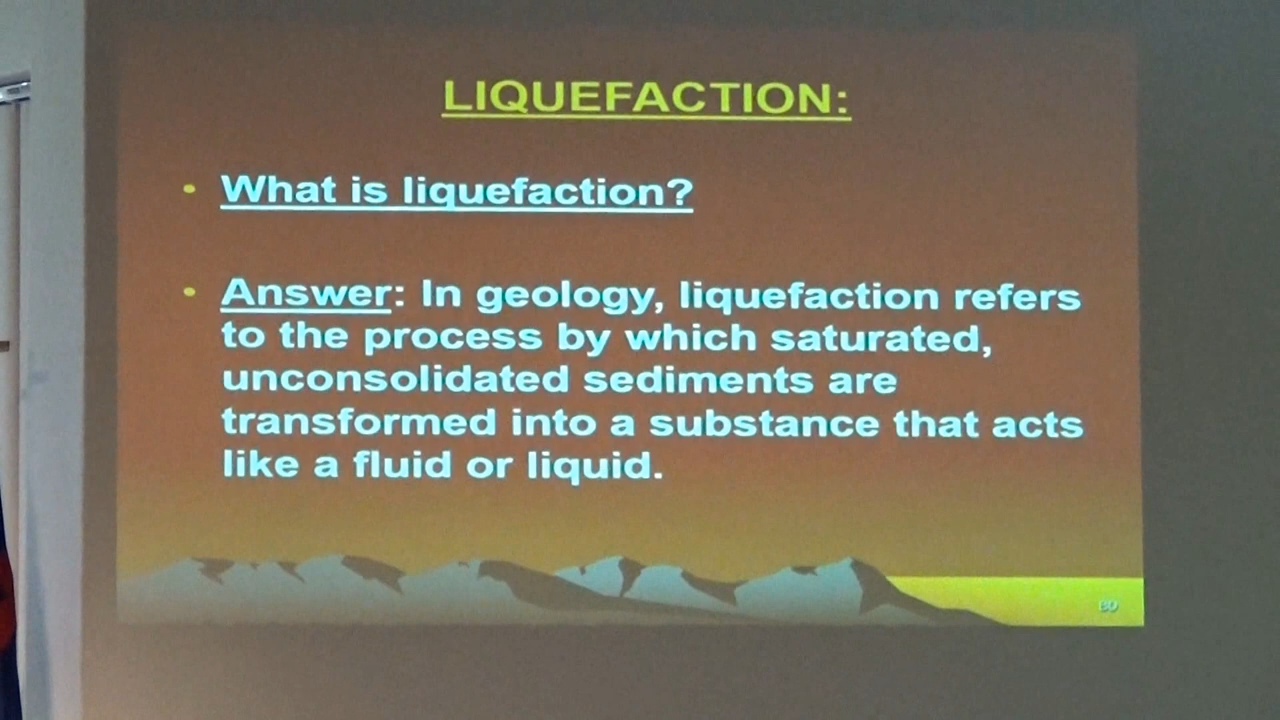 LIQUEFACTION:
• What is liquefaction?
• Answer: In geology, liquefaction refers
to the process by which saturated,
unconsolidated sediments are
transformed into a substance that acts
like a fluid or liquid.